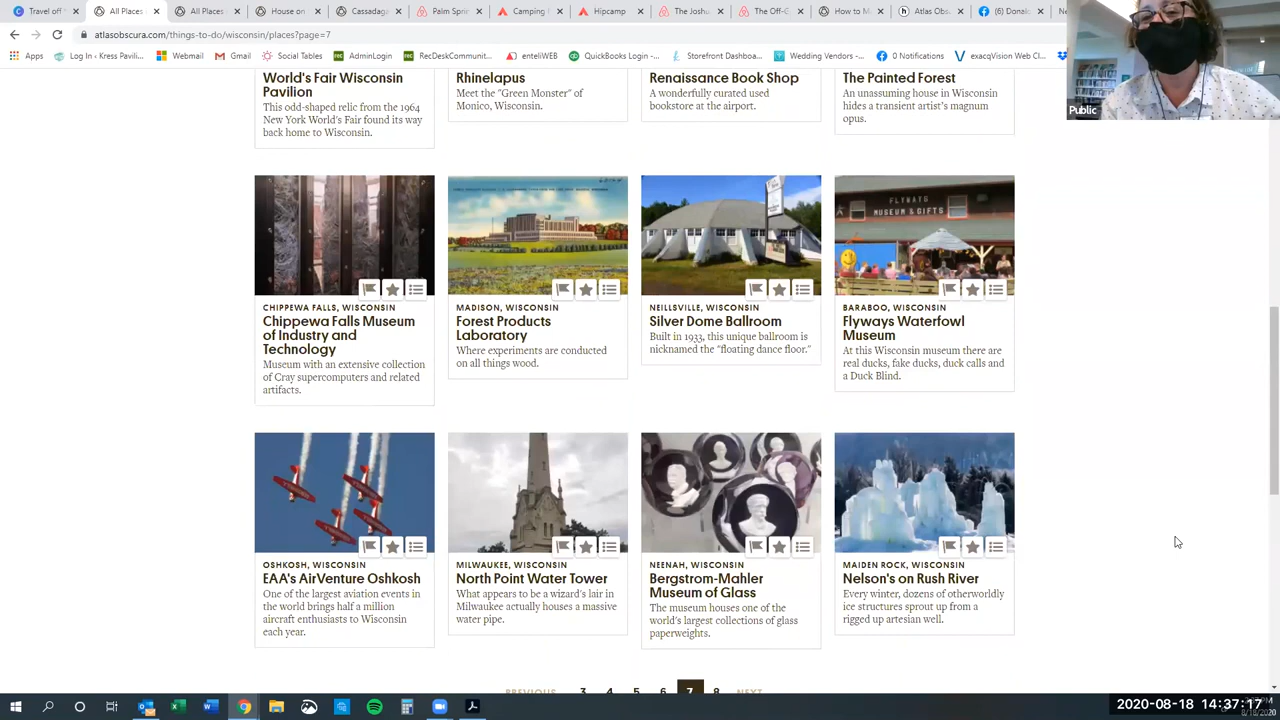 Travel off
All Places
All Places
House on
Cassadag
Palm Spri
Camping
Hipcamp
The Joshu
The Off-G
How to M
Atlas Obs
(6) Donal
Ne
atlasobscura.com/things-to-do/wisconsin/places?page=7
Apps
Log In ‹ Kress Pavili...
Webmail
Gmail
Social Tables
AdminLogin
RecDeskCommunit...
enteliWEB
QuickBooks Login -...
Storefront Dashboa...
Wedding Vendors -...
0 Notifications
exacqVision Web Cl...
Public
World's Fair Wisconsin
Pavilion
This odd-shaped relic from the 1964
New York World's Fair found its way
back home to Wisconsin.
Rhinelapus
Meet the "Green Monster" of
Monico, Wisconsin.
Renaissance Book Shop
A wonderfully curated used
bookstore at the airport.
The Painted Forest
An unassuming house in Wisconsin
hides a transient artist's magnum
opus.
FLYWAYS
MUSEUM & GIFTS
CHIPPEWA FALLS, WISCONSIN
Chippewa Falls Museum
of Industry and
Technology
Museum with an extensive collection
of Cray supercomputers and related
artifacts.
MADISON, WISCONSIN
Forest Products
Laboratory
Where experiments are conducted
on all things wood.
NEILLSVILLE, WISCONSIN
Silver Dome Ballroom
Built in 1933, this unique ballroom is
nicknamed the "floating dance floor."
BARABOO, WISCONSIN
Flyways Waterfowl
Museum
At this Wisconsin museum there are
real ducks, fake ducks, duck calls and
a Duck Blind.
OSHKOSH, WISCONSIN
EAA's AirVenture Oshkosh
One of the largest aviation events in
the world brings half a million
aircraft enthusiasts to Wisconsin
each year.
MILWAUKEE, WISCONSIN
North Point Water Tower
What appears to be a wizard's lair in
Milwaukee actually houses a massive
water pipe.
NEENAH, WISCONSIN
Bergstrom-Mahler
Museum of Glass
The museum houses one of the
world's largest collections of glass
paperweights.
MAIDEN ROCK, WISCONSIN
Nelson's on Rush River
Every winter, dozens of otherworldly
ice structures sprout up from a
rigged up artesian well.
PREVIOUS 3 4 5 6 7 8 NEXT
2020-08-18 14:37:17